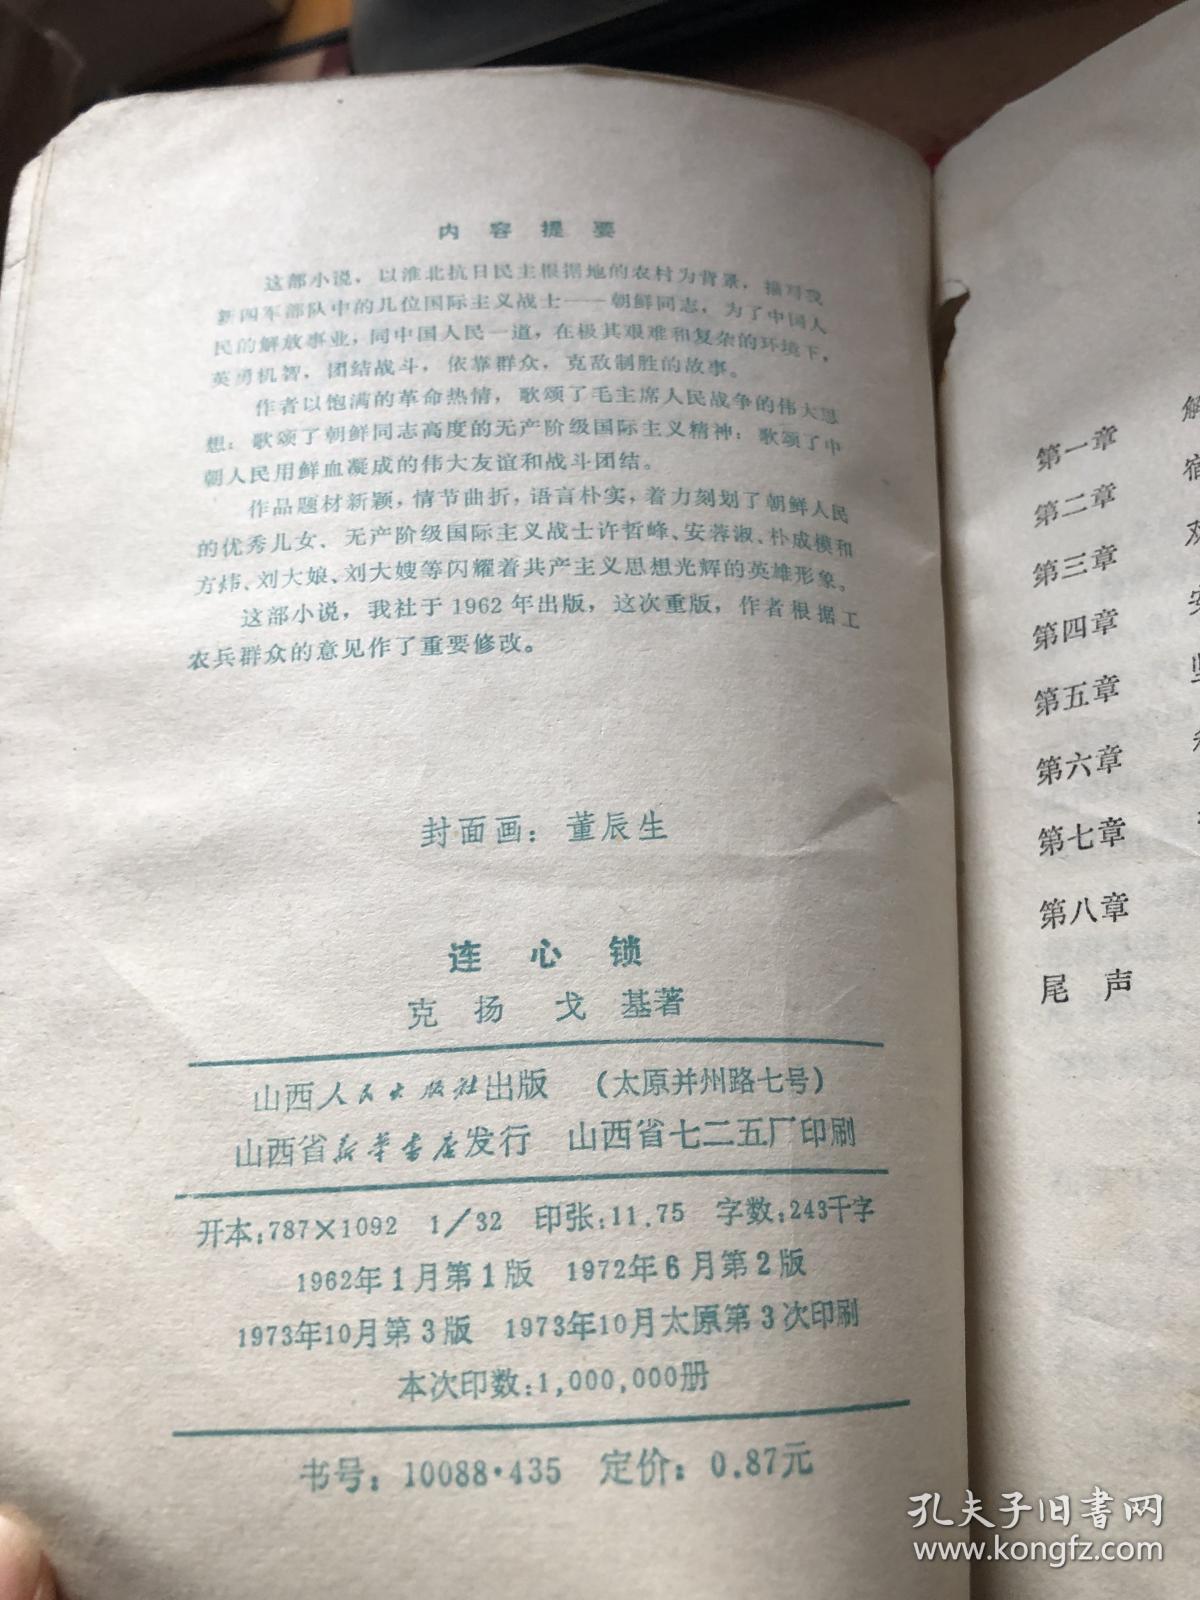 内容提要
这部小说，以淮北抗日民主根据地的农村为背景，描写我
新四军部队中的几位国际主义战士——朝鲜同志，为了中国人
民的解放事业，同中国人民一道，在极其艰难和复杂的环境下，
英勇机智，团结战斗，依靠群众，克敌制胜的故事。
作者以饱满的革命热情，歌颂了毛主席人民战争的伟大思
想；歌颂了朝鲜同志高度的无产阶级国际主义精神；歌颂了中
朝人民用鲜血凝成的伟大友谊和战斗团结。
作品题材新颖，情节曲折，语言朴实，着力刻划了朝鲜人民
的优秀儿女、无产阶级国际主义战士许哲峰、安蓉淑、朴成模和
方炜、刘大娘、刘大嫂等闪耀着共产主义思想光辉的英雄形象。
这部小说，我社于1962年出版，这次重版，作者根据工
农兵群众的意见作了重要修改。
封面画：董辰生
连心锁
克扬 戈基著
山西人民出版社出版 （太原并州路七号）
山西省新华书店发行 山西省七二五厂印刷
开本：787×1092 1/32 印张：11.75 字数：243千字
1962年1月第1版 1972年6月第2版
1973年10月第3版 1973年10月太原第3次印刷
本次印数：1,000,000册
书号：10088·435 定价：0.87元
第一章 解
第二章 宿
第三章
第四章 安
第五章 坚
第六章
第七章
第八章
尾声
孔夫子旧书网
www.kongfz.com